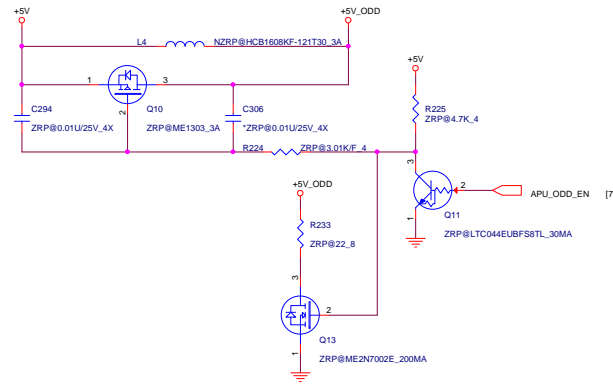 +5V
+5V_ODD
L4
NZRP@HCB1608KF-121T30_3A
+5V
1
3
2
C294
ZRP@0.01U/25V_4X
Q10
ZRP@ME1303_3A
C306
*ZRP@0.01U/25V_4X
R225
ZRP@4.7K_4
R224
ZRP@3.01K/F_4
3
2
1
Q11
APU_ODD_EN
[7
ZRP@LTC044EUBFS8TL_30MA
+5V_ODD
R233
ZRP@22_8
3
2
1
Q13
ZRP@ME2N7002E_200MA